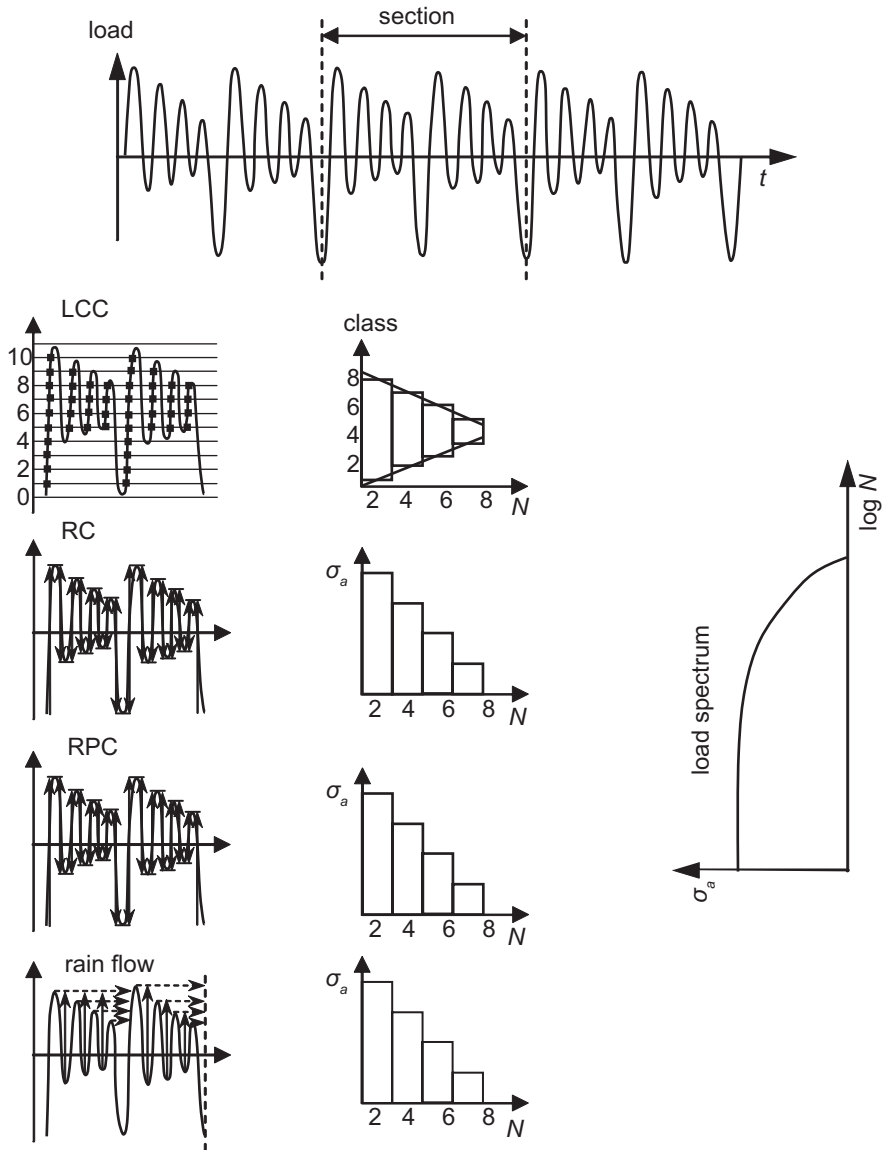 section
load
t
LCC
10
8
6
4
2
0
class
8
6
4
2
2 4 6 8
N
RC
σa
2 4 6 8
N
RPC
σa
2 4 6 8
N
rain flow
σa
2 4 6 8
N
log N
load spectrum
σa